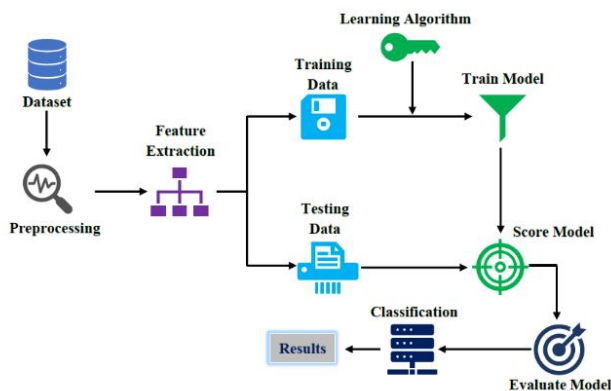 Learning Algorithm
Dataset
Training
Data
Train Model
Feature
Extraction
Preprocessing
Testing
Data
Score Model
Classification
Results
Evaluate Model